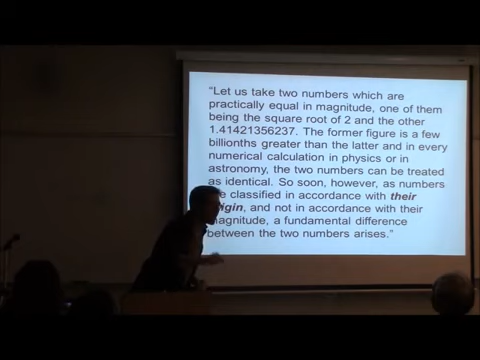 “Let us take two numbers which are
practically equal in magnitude, one of them
being the square root of 2 and the other
1.41421356237. The former figure is a few
billionths greater than the latter and in every
numerical calculation in physics or in
astronomy, the two numbers can be treated
as identical. So soon, however, as numbers
classified in accordance with their
and not in accordance with their
a fundamental difference
between the two numbers arises.”